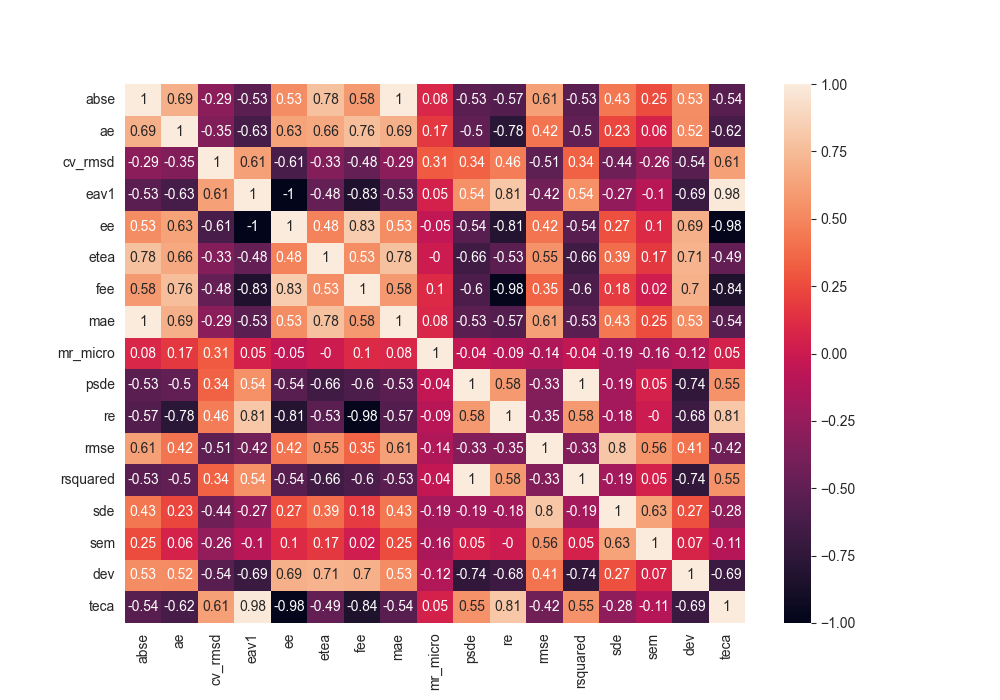 abse 1 0.69 -0.29 -0.53 0.53 0.78 0.58 1 0.08 -0.53 -0.57 0.61 -0.53 0.43 0.25 0.53 -0.54 1.00
ae 0.69 1 -0.35 -0.63 0.63 0.66 0.76 0.69 0.17 -0.5 -0.78 0.42 -0.5 0.23 0.06 0.52 -0.62
cv_rmsd -0.29 -0.35 1 0.61 -0.61 -0.33 -0.48 -0.29 0.31 0.34 0.46 -0.51 0.34 -0.44 -0.26 -0.54 0.61 0.75
eav1 -0.53 -0.63 0.61 1 -1 -0.48 -0.83 -0.53 0.05 0.54 0.81 -0.42 0.54 -0.27 -0.1 -0.69 0.98
ee 0.53 0.63 -0.61 -1 1 0.48 0.83 0.53 -0.05 -0.54 -0.81 0.42 -0.54 0.27 0.1 0.69 -0.98 0.50
etea 0.78 0.66 -0.33 -0.48 0.48 1 0.53 0.78 -0 -0.66 -0.53 0.55 -0.66 0.39 0.17 0.71 -0.49
fee 0.58 0.76 -0.48 -0.83 0.83 0.53 1 0.58 0.1 -0.6 -0.98 0.35 -0.6 0.18 0.02 0.7 -0.84 0.25
mae 1 0.69 -0.29 -0.53 0.53 0.78 0.58 1 0.08 -0.53 -0.57 0.61 -0.53 0.43 0.25 0.53 -0.54
mr_micro 0.08 0.17 0.31 0.05 -0.05 -0 0.1 0.08 1 -0.04 -0.09 -0.14 -0.04 -0.19 -0.16 -0.12 0.05 0.00
psde -0.53 -0.5 0.34 0.54 -0.54 -0.66 -0.6 -0.53 -0.04 1 0.58 -0.33 1 -0.19 0.05 -0.74 0.55
re -0.57 -0.78 0.46 0.81 -0.81 -0.53 -0.98 -0.57 -0.09 0.58 1 -0.35 0.58 -0.18 -0 -0.68 0.81 −0.25
rmse 0.61 0.42 -0.51 -0.42 0.42 0.55 0.35 0.61 -0.14 -0.33 -0.35 1 -0.33 0.8 0.56 0.41 -0.42
rsquared -0.53 -0.5 0.34 0.54 -0.54 -0.66 -0.6 -0.53 -0.04 1 0.58 -0.33 1 -0.19 0.05 -0.74 0.55 −0.50
sde 0.43 0.23 -0.44 -0.27 0.27 0.39 0.18 0.43 -0.19 -0.19 -0.18 0.8 -0.19 1 0.63 0.27 -0.28
sem 0.25 0.06 -0.26 -0.1 0.1 0.17 0.02 0.25 -0.16 0.05 -0 0.56 0.05 0.63 1 0.07 -0.11 −0.75
dev 0.53 0.52 -0.54 -0.69 0.69 0.71 0.7 0.53 -0.12 -0.74 -0.68 0.41 -0.74 0.27 0.07 1 -0.69
teca -0.54 -0.62 0.61 0.98 -0.98 -0.49 -0.84 -0.54 0.05 0.55 0.81 -0.42 0.55 -0.28 -0.11 -0.69 1 −1.00
abse ae cv_rmsd eav1 ee etea fee mae mr_micro psde re rmse rsquared sde sem dev teca